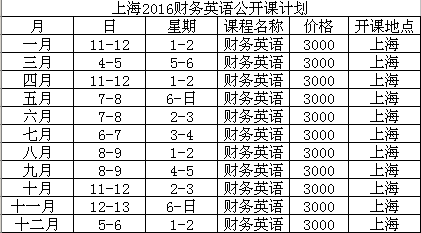 上海2016财务英语公开课计划
月 日 星期 课程名称 价格 开课地点
一月 11-12 1-2 财务英语 3000 上海
三月 4-5 5-6 财务英语 3000 上海
四月 11-12 1-2 财务英语 3000 上海
五月 7-8 6-日 财务英语 3000 上海
六月 7-8 2-3 财务英语 3000 上海
七月 6-7 3-4 财务英语 3000 上海
八月 8-9 1-2 财务英语 3000 上海
九月 8-9 4-5 财务英语 3000 上海
十月 11-12 2-3 财务英语 3000 上海
十一月 12-13 6-日 财务英语 3000 上海
十二月 5-6 1-2 财务英语 3000 上海